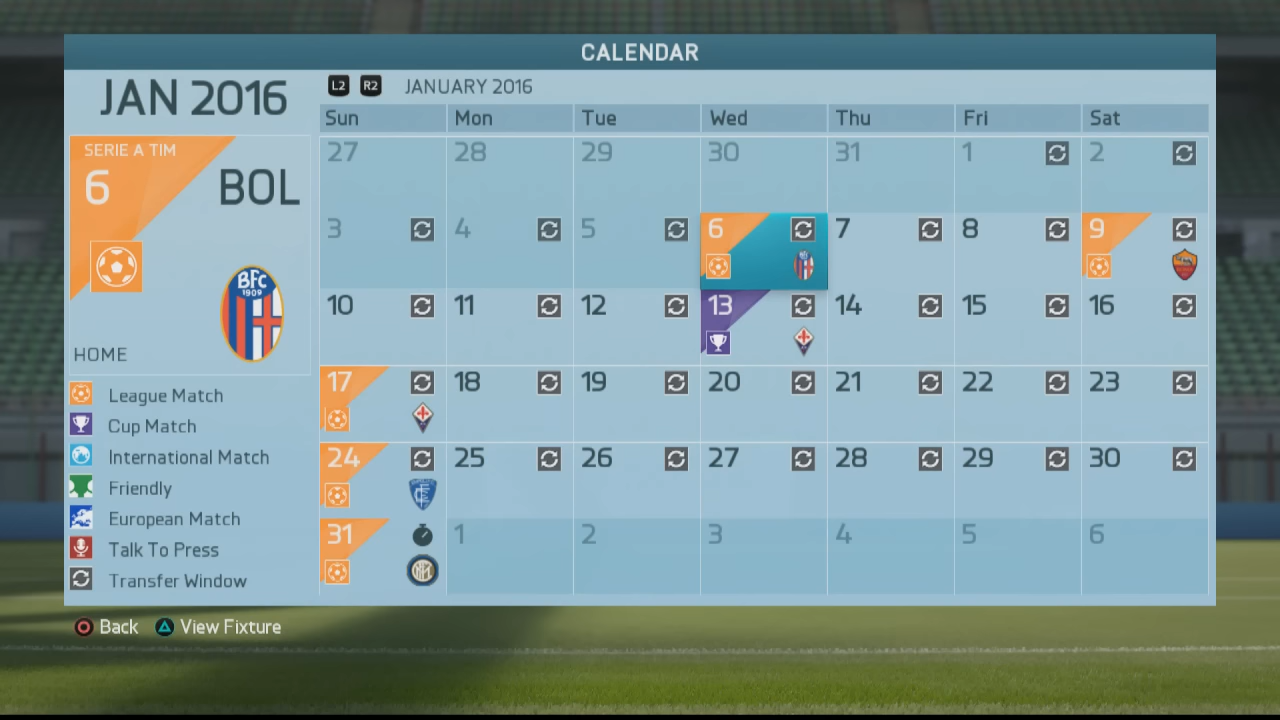 CALENDAR
JAN 2016
L2 R2 JANUARY 2016
Sun Mon Tue Wed Thu Fri Sat
SERIE A TIM
6 BOL
BFC
1909
HOME
27 28 29 30 31 1 2
3 4 5 6 7 8 9
10 11 12 13 14 15 16
17 18 19 20 21 22 23
24 25 26 27 28 29 30
31 1 2 3 4 5 6
League Match
Cup Match
International Match
Friendly
European Match
Talk To Press
Transfer Window
Back View Fixture